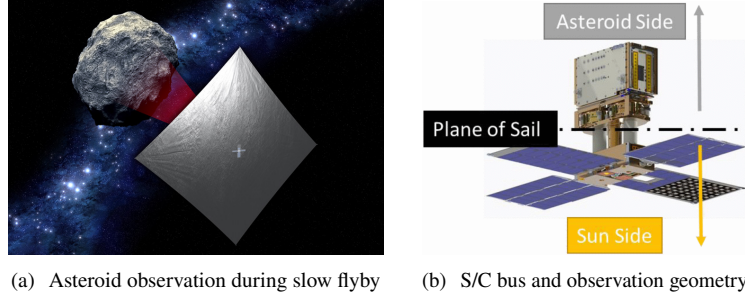 Asteroid Side
Plane of Sail
Sun Side
(a) Asteroid observation during slow flyby
(b) S/C bus and observation geometry